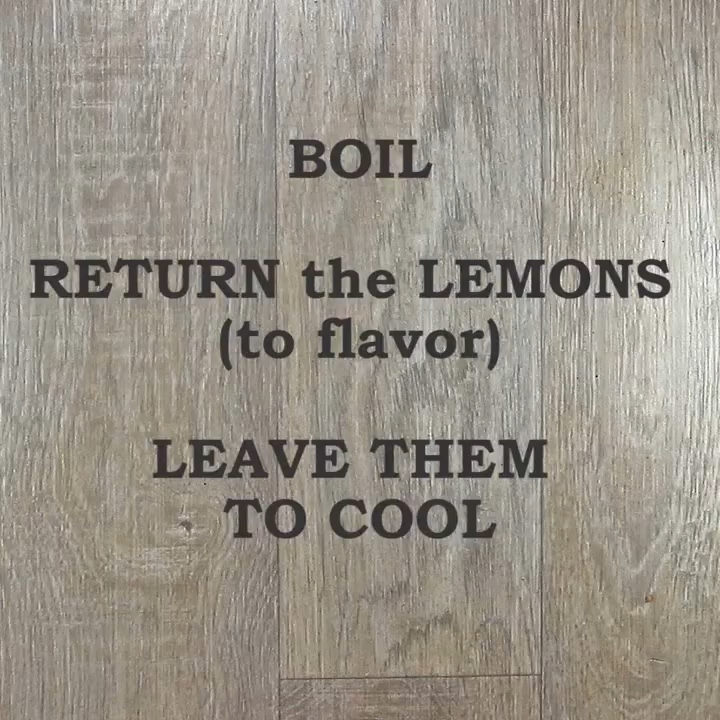 BOIL
RETURN the LEMONS
(to flavor)
LEAVE THEM
TO COOL